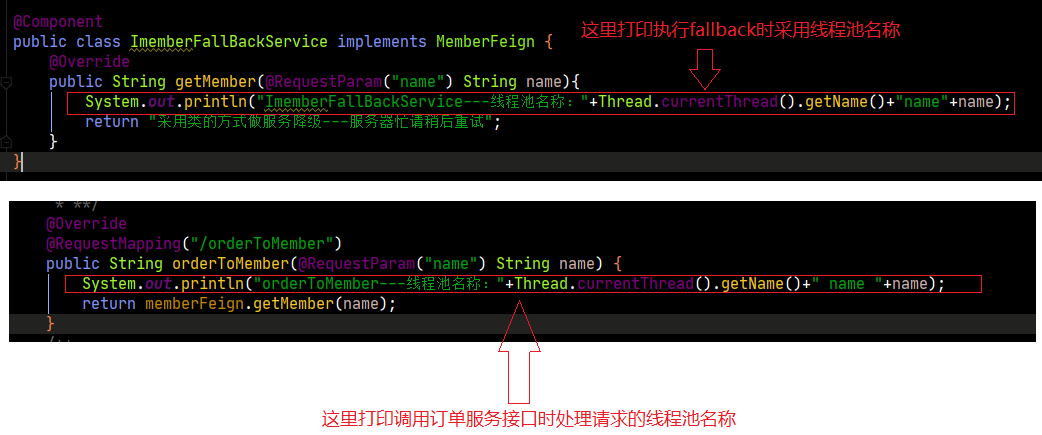 @Component
public class ImemberFallBackService implements MemberFeign {
这里打印执行fallback时采用线程池名称
@Override
public String getMember(@RequestParam("name") String name){
System.out.println("ImemberFallBackService---线程池名称："+Thread.currentThread().getName()+"name"+name);
return "采用类的方式做服务降级---服务器忙请稍后重试";
}
}
* **/
@Override
@RequestMapping("/orderToMember")
public String orderToMember(@RequestParam("name") String name) {
System.out.println("orderToMember---线程池名称："+Thread.currentThread().getName()+" name "+name);
return memberFeign.getMember(name);
}
这里打印调用订单服务接口时处理请求的线程池名称